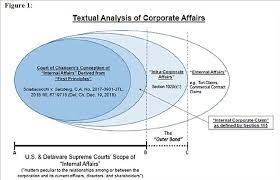 Figure 1:
Textual Analysis of Corporate Affairs
Court of Chancery's Conception of
"Internal Affairs" Derived from
"First Principles"
Sciabacucchi v. Salzberg, C.A. No. 2017-0931-JTL,
2018 WL 6719718 (Del. Ch. Dec. 19, 2018)
"Intra-Corporate
Affairs"
Section 102(b)(1)
"External Affairs"
e.g., Tort Claims,
Commercial Contract
Claims
"Internal Corporate Claim"
as defined by Section 115
The
"Outer Band"
A
B
C
U.S. & Delaware Supreme Courts' Scope of
"Internal Affairs"
("matters peculiar to the relationships among or between the
corporation and its current officers, directors, and shareholders")